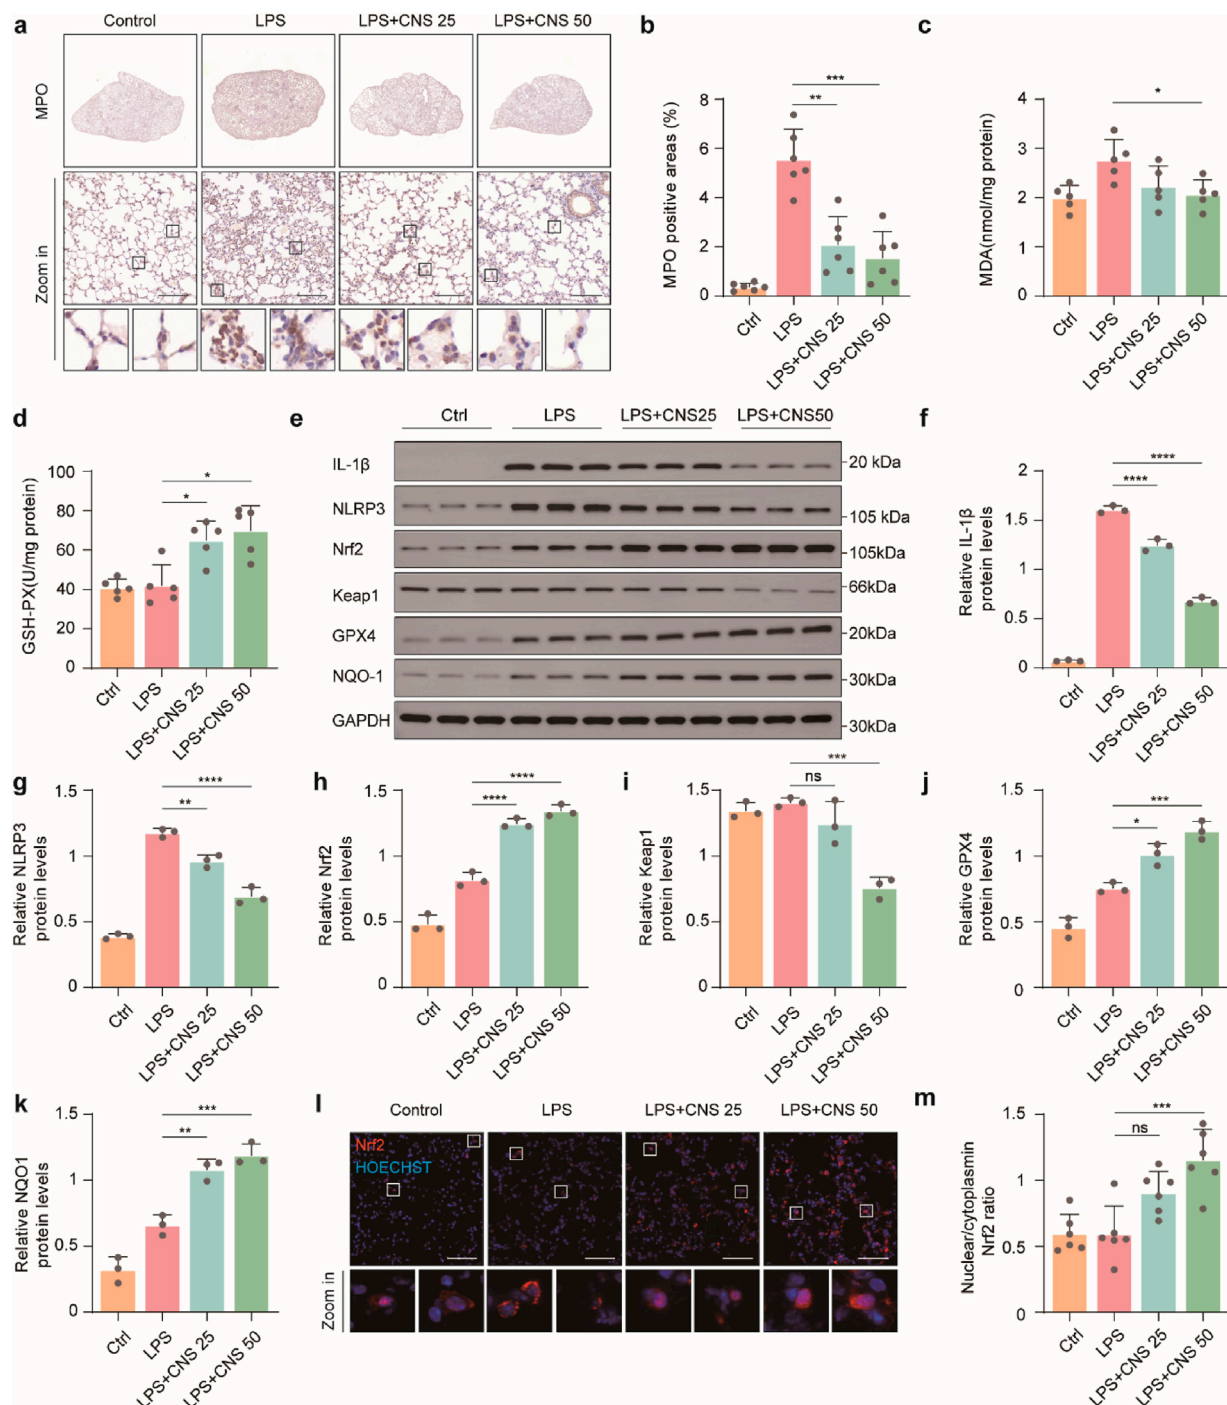 a
Control LPS LPS+CNS 25 LPS+CNS 50
MPO
Zoom in
b
*** 
**
MPO positive areas (%)
8
6
4
2
0
Ctrl LPS LPS+CNS 25 LPS+CNS 50
c
*
MDA(nmol/mg protein)
4
3
2
1
0
Ctrl LPS LPS+CNS 25 LPS+CNS 50
d
*
*
GSH-PX(U/mg protein)
100
80
60
40
20
0
Ctrl LPS LPS+CNS 25 LPS+CNS 50
e
Ctrl LPS LPS+CNS25 LPS+CNS50
IL-1β 20 kDa
NLRP3 105 kDa
Nrf2 105kDa
Keap1 66kDa
GPX4 20kDa
NQO-1 30kDa
GAPDH 30kDa
f
****
****
Relative IL-1β
protein levels
2
1.5
1
0.5
0
Ctrl LPS LPS+CNS 25 LPS+CNS 50
g
****
**
Relative NLRP3
protein levels
1.5
1
0.5
0
Ctrl LPS LPS+CNS 25 LPS+CNS 50
h
****
****
Relative Nrf2
protein levels
1.5
1
0.5
0
Ctrl LPS LPS+CNS 25 LPS+CNS 50
i
***
ns
Relative Keap1
protein levels
1.5
1
0.5
0
Ctrl LPS LPS+CNS 25 LPS+CNS 50
j
***
*
Relative GPX4
protein levels
1.5
1
0.5
0
Ctrl LPS LPS+CNS 25 LPS+CNS 50
k
***
**
Relative NQO1
protein levels
1.5
1
0.5
0
Ctrl LPS LPS+CNS 25 LPS+CNS 50
l
Control LPS LPS+CNS 25 LPS+CNS 50
Nrf2
HOECHST
Zoom in
m
***
ns
Nuclear/cytoplasmin
Nrf2 ratio
1.5
1
0.5
0
Ctrl LPS LPS+CNS 25 LPS+CNS 50